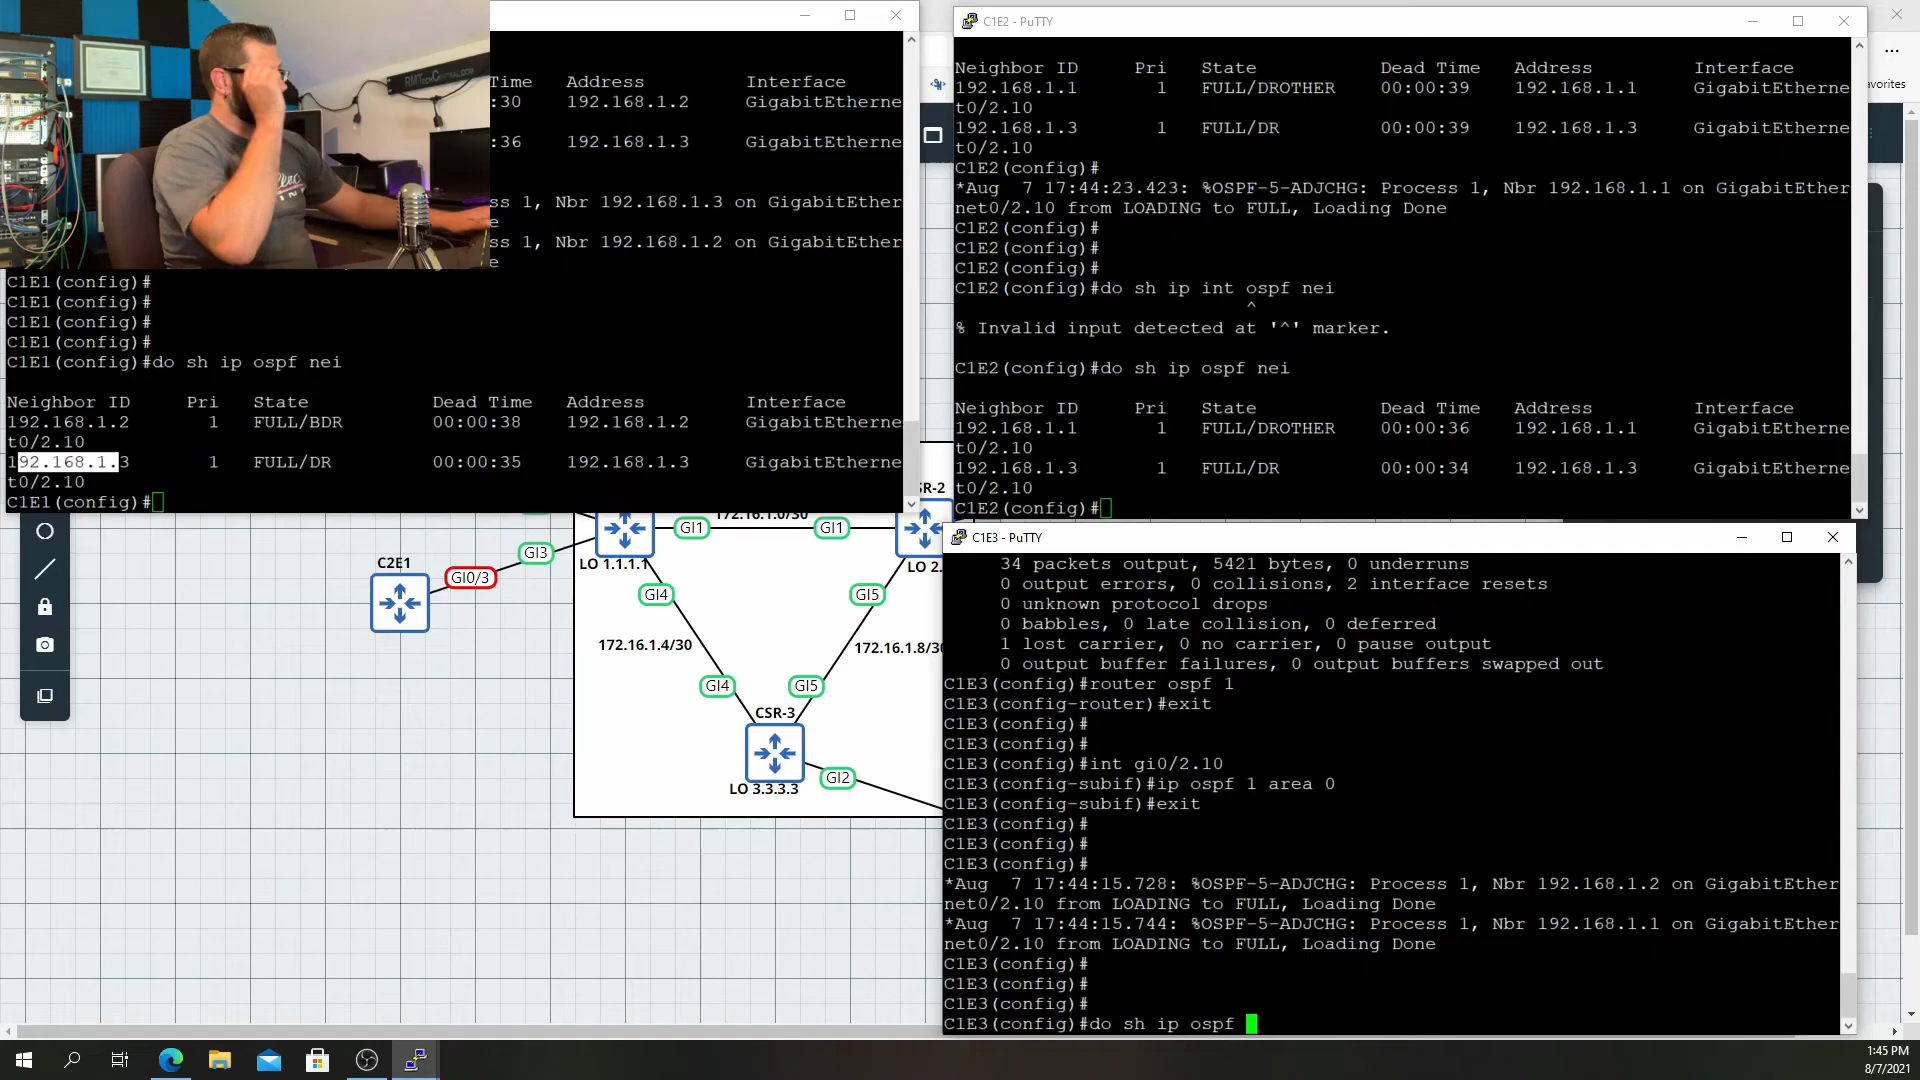 RMTechCentral.com
Time   Address   Interface
:30   192.168.1.2   GigabitEtherne
:36   192.168.1.3   GigabitEtherne
ss 1, Nbr 192.168.1.3 on GigabitEther
e
ss 1, Nbr 192.168.1.2 on GigabitEther
e
C1E1(config)#
C1E1(config)#
C1E1(config)#
C1E1(config)#
C1E1(config)#do sh ip ospf nei
Neighbor ID   Pri   State   Dead Time   Address   Interface
192.168.1.2   1   FULL/BDR   00:00:38   192.168.1.2   GigabitEtherne
t0/2.10
192.168.1.3   1   FULL/DR   00:00:35   192.168.1.3   GigabitEtherne
t0/2.10
C1E1(config)#
C1E2 - PuTTY
Neighbor ID   Pri   State   Dead Time   Address   Interface
192.168.1.1   1   FULL/DROTHER   00:00:39   192.168.1.1   GigabitEtherne
t0/2.10
192.168.1.3   1   FULL/DR   00:00:39   192.168.1.3   GigabitEtherne
t0/2.10
C1E2(config)#
*Aug  7 17:44:23.423: %OSPF-5-ADJCHG: Process 1, Nbr 192.168.1.1 on GigabitEther
net0/2.10 from LOADING to FULL, Loading Done
C1E2(config)#
C1E2(config)#
C1E2(config)#
C1E2(config)#do sh ip int ospf nei
^
% Invalid input detected at '^' marker.
C1E2(config)#do sh ip ospf nei
Neighbor ID   Pri   State   Dead Time   Address   Interface
192.168.1.1   1   FULL/DROTHER   00:00:36   192.168.1.1   GigabitEtherne
t0/2.10
192.168.1.3   1   FULL/DR   00:00:34   192.168.1.3   GigabitEtherne
t0/2.10
C1E2(config)#
avorites
SR-2
172.16.1.0/30
GI1
GI1
C2E1
GI3
GI0/3
LO 1.1.1.1
LO 2.
GI4
GI5
172.16.1.4/30
172.16.1.8/30
GI4
GI5
CSR-3
GI2
LO 3.3.3.3
C1E3 - PuTTY
34 packets output, 5421 bytes, 0 underruns
0 output errors, 0 collisions, 2 interface resets
0 unknown protocol drops
0 babbles, 0 late collision, 0 deferred
1 lost carrier, 0 no carrier, 0 pause output
0 output buffer failures, 0 output buffers swapped out
C1E3(config)#router ospf 1
C1E3(config-router)#exit
C1E3(config)#
C1E3(config)#
C1E3(config)#int gi0/2.10
C1E3(config-subif)#ip ospf 1 area 0
C1E3(config-subif)#exit
C1E3(config)#
C1E3(config)#
C1E3(config)#
*Aug  7 17:44:15.728: %OSPF-5-ADJCHG: Process 1, Nbr 192.168.1.2 on GigabitEther
net0/2.10 from LOADING to FULL, Loading Done
*Aug  7 17:44:15.744: %OSPF-5-ADJCHG: Process 1, Nbr 192.168.1.1 on GigabitEther
net0/2.10 from LOADING to FULL, Loading Done
C1E3(config)#
C1E3(config)#
C1E3(config)#
C1E3(config)#do sh ip ospf
1:45 PM
8/7/2021